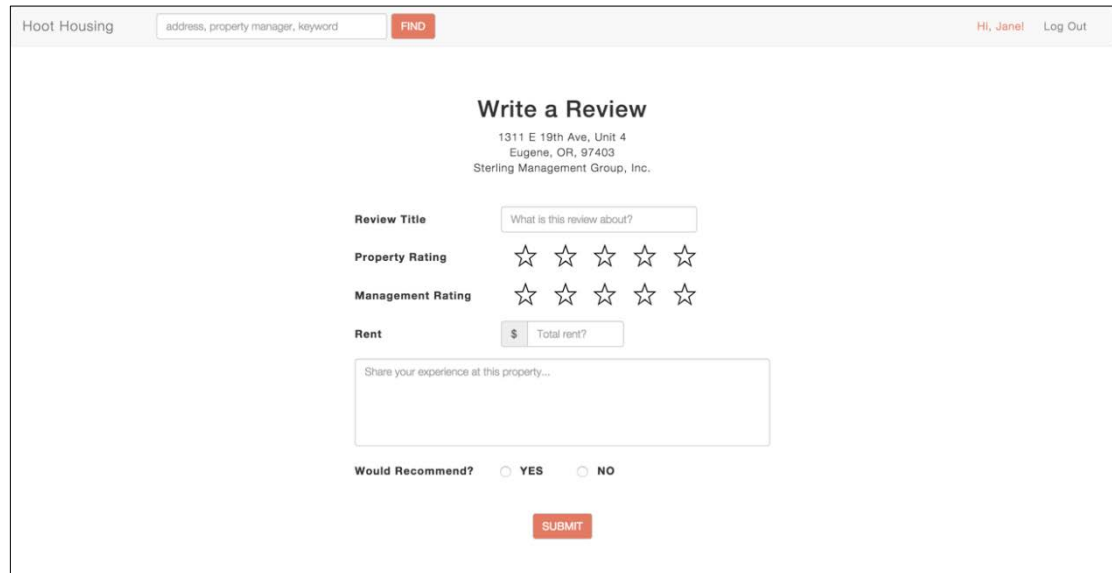 Hoot Housing address, property manager, keyword FIND Hi, Jane! Log Out
Write a Review
1311 E 19th Ave, Unit 4
Eugene, OR, 97403
Sterling Management Group, Inc.
Review Title What is this review about?
Property Rating
Management Rating
Rent $ Total rent?
Share your experience at this property...
Would Recommend? YES NO
SUBMIT